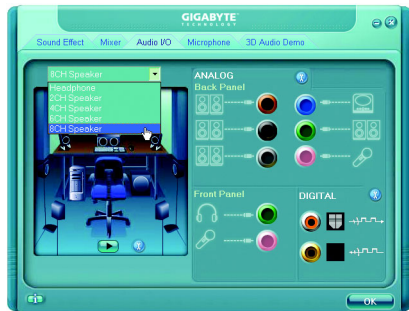 GIGABYTE
TECHNOLOGY
Sound Effect Mixer Audio I/O Microphone 3D Audio Demo
8CH Speaker
Headphone
2CH Speaker
4CH Speaker
6CH Speaker
8CH Speaker
ANALOG
Back Panel
Front Panel
DIGITAL
OK